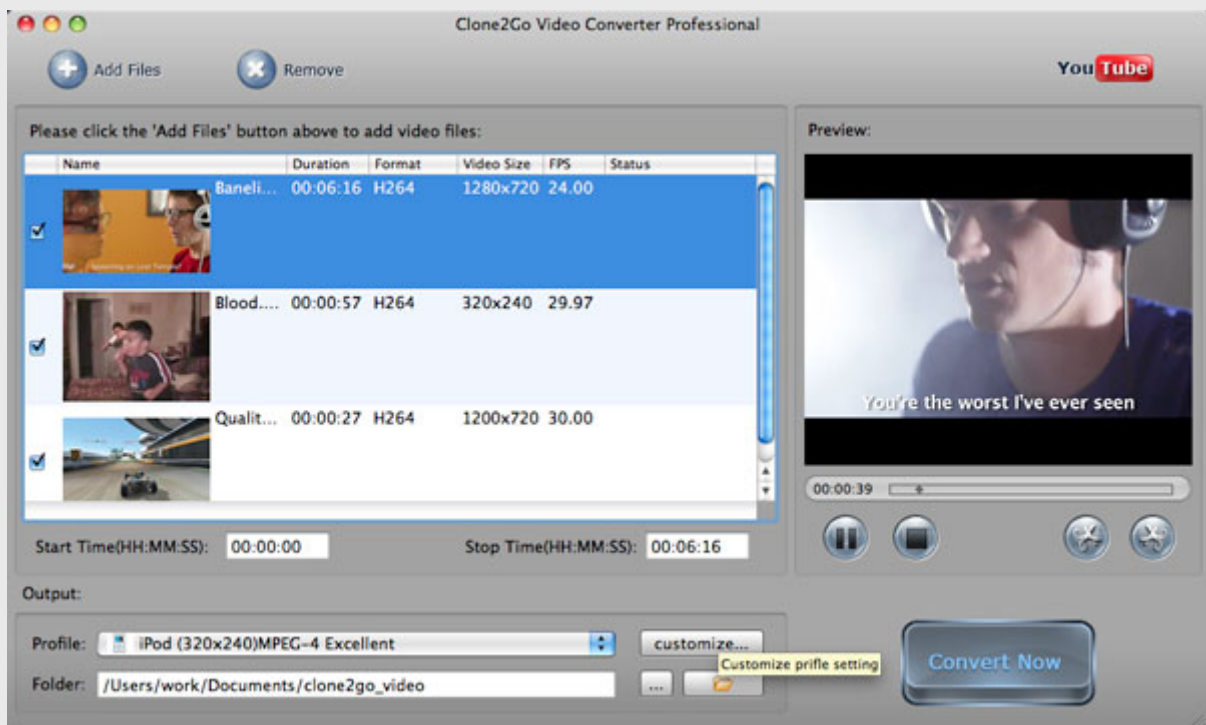 Clone2Go Video Converter Professional
Add Files
Remove
You Tube
Please click the 'Add Files' button above to add video files:
Name Duration Format Video Size FPS Status
Baneli... 00:06:16 H264 1280x720 24.00
Blood.... 00:00:57 H264 320x240 29.97
Qualit... 00:00:27 H264 1200x720 30.00
Start Time(HH:MM:SS): 00:00:00
Stop Time(HH:MM:SS): 00:06:16
Preview:
You're the worst I've ever seen
00:00:39
Output:
Profile: iPod (320x240)MPEG-4 Excellent
customize...
Customize prifle setting
Folder: /Users/work/Documents/clone2go_video
...
Convert Now